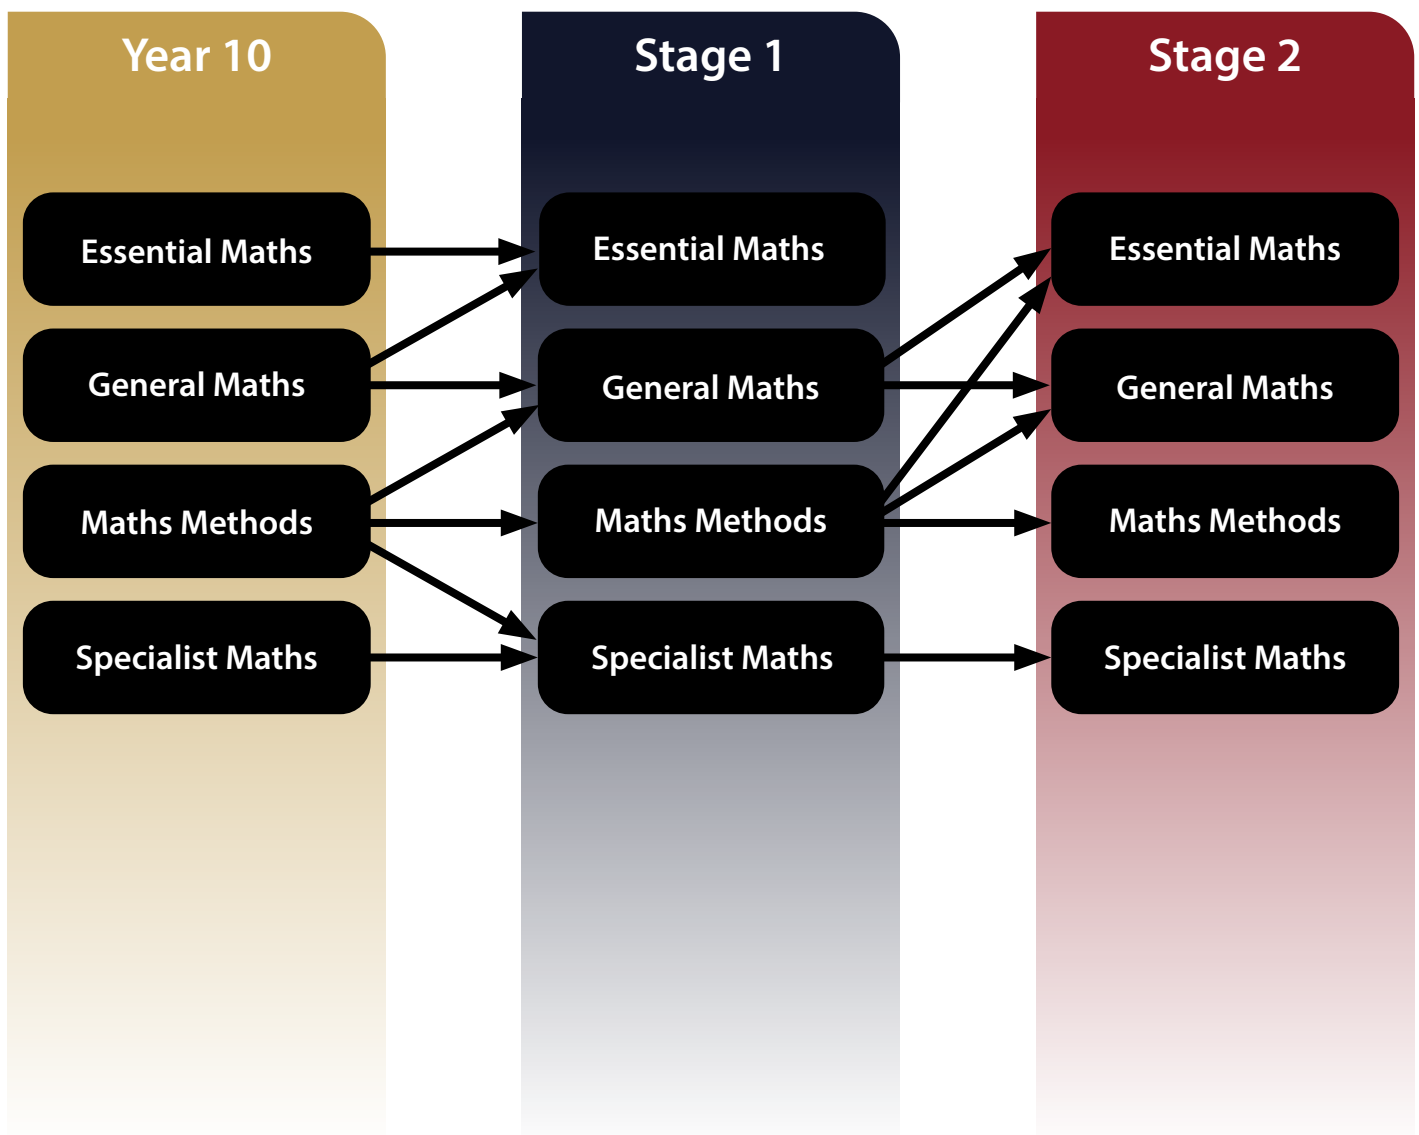 Year 10
Essential Maths
General Maths
Maths Methods
Specialist Maths
Stage 1
Essential Maths
General Maths
Maths Methods
Specialist Maths
Stage 2
Essential Maths
General Maths
Maths Methods
Specialist Maths